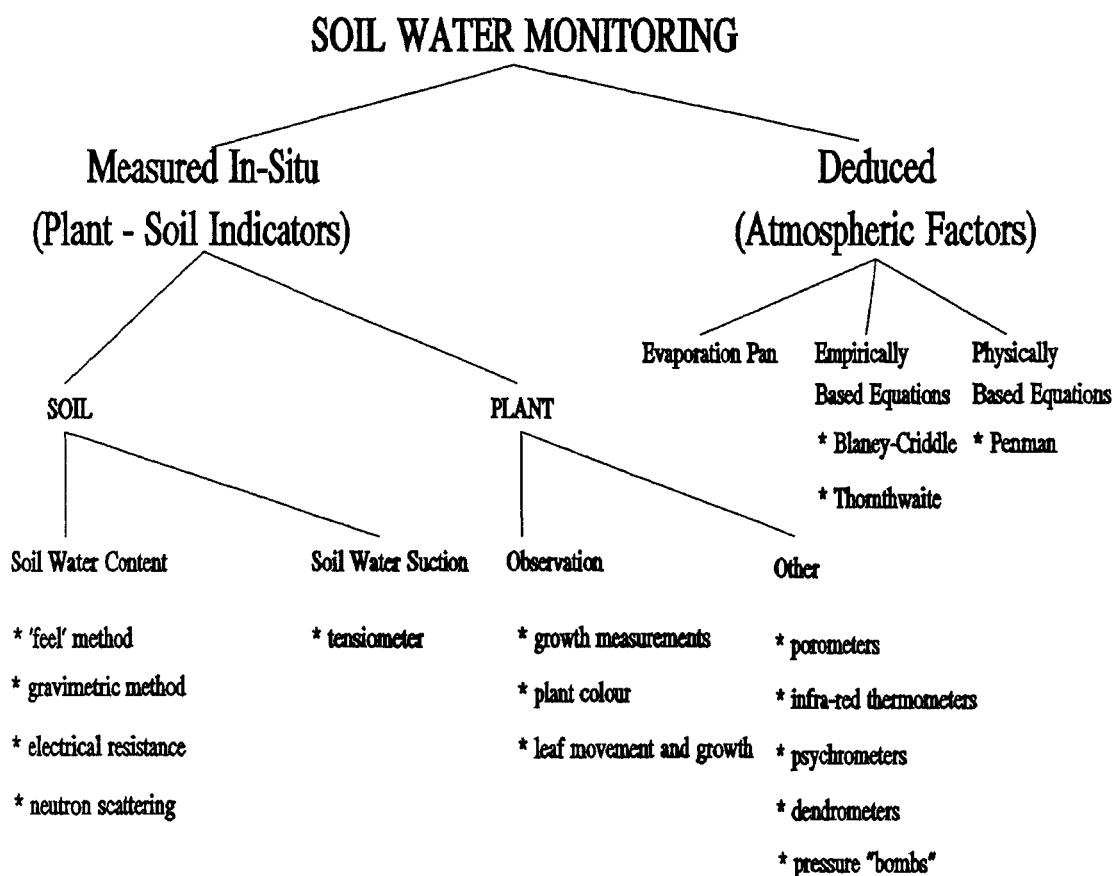 SOIL WATER MONITORING
Measured In-Situ
(Plant - Soil Indicators)
Deduced
(Atmospheric Factors)
Evaporation Pan
Empirically
Based Equations
* Blaney-Criddle
* Thornthwaite
Physically
Based Equations
* Penman
SOIL
PLANT
Soil Water Content
* 'feel' method
* gravimetric method
* electrical resistance
* neutron scattering
Soil Water Suction
* tensiometer
Observation
* growth measurements
* plant colour
* leaf movement and growth
Other
* porometers
* infra-red thermometers
* psychrometers
* dendrometers
* pressure "bombs"